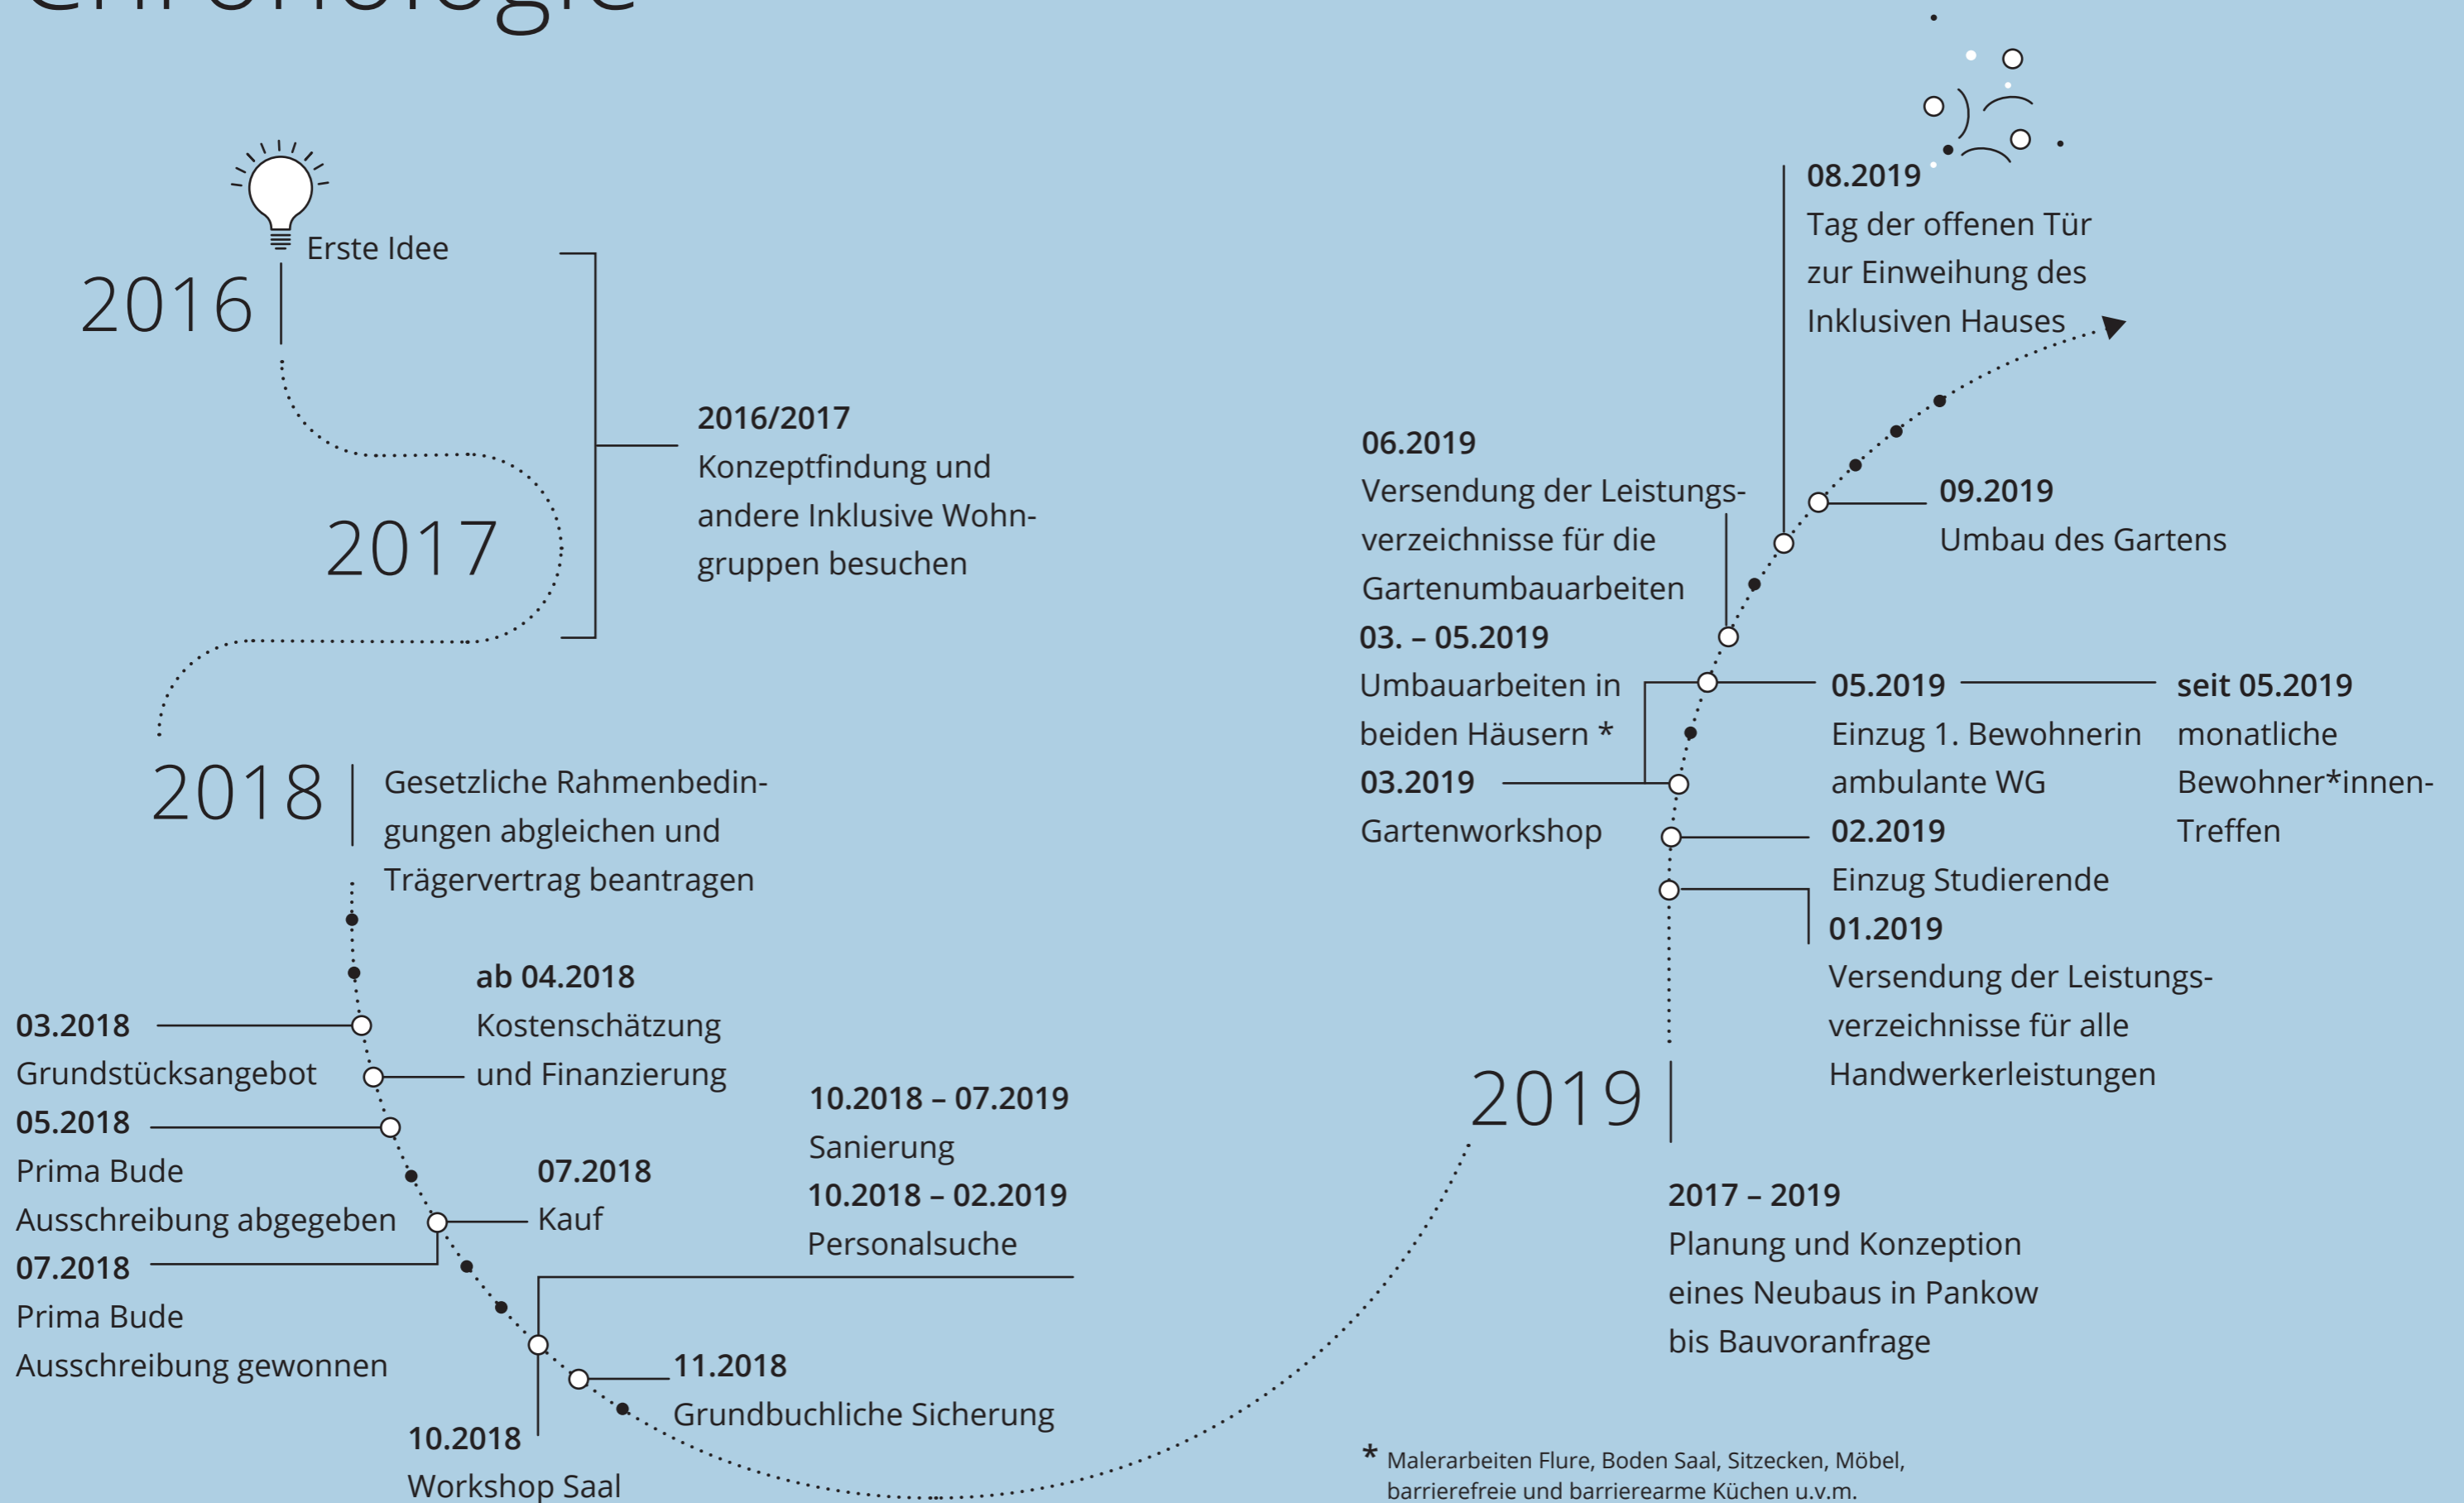 Chronologie
Erste Idee
2016
2016/2017
Konzeptfindung und
andere Inklusive Wohn-
gruppen besuchen
2017
2018
Gesetzliche Rahmenbedin-
gungen abgleichen und
Trägervertrag beantragen
03.2018
Grundstücksangebot
ab 04.2018
Kostenschätzung
und Finanzierung
05.2018
Prima Bude
Ausschreibung abgegeben
07.2018
Kauf
07.2018
Prima Bude
Ausschreibung gewonnen
10.2018 – 07.2019
Sanierung
10.2018 – 02.2019
Personalsuche
10.2018
Workshop Saal
11.2018
Grundbuchliche Sicherung
2019
2017 – 2019
Planung und Konzeption
eines Neubaus in Pankow
bis Bauvoranfrage
01.2019
Versendung der Leistungs-
verzeichnisse für alle
Handwerkerleistungen
02.2019
Einzug Studierende
03.2019
Gartenworkshop
03. – 05.2019
Umbauarbeiten in
beiden Häusern *
05.2019
Einzug 1. Bewohnerin
ambulante WG
seit 05.2019
monatliche
Bewohner*innen-
Treffen
06.2019
Versendung der Leistungs-
verzeichnisse für die
Gartenumbauarbeiten
08.2019
Tag der offenen Tür
zur Einweihung des
Inklusiven Hauses
09.2019
Umbau des Gartens
* Malerarbeiten Flure, Boden Saal, Sitzecken, Möbel,
barrierefreie und barrierearme Küchen u.v.m.